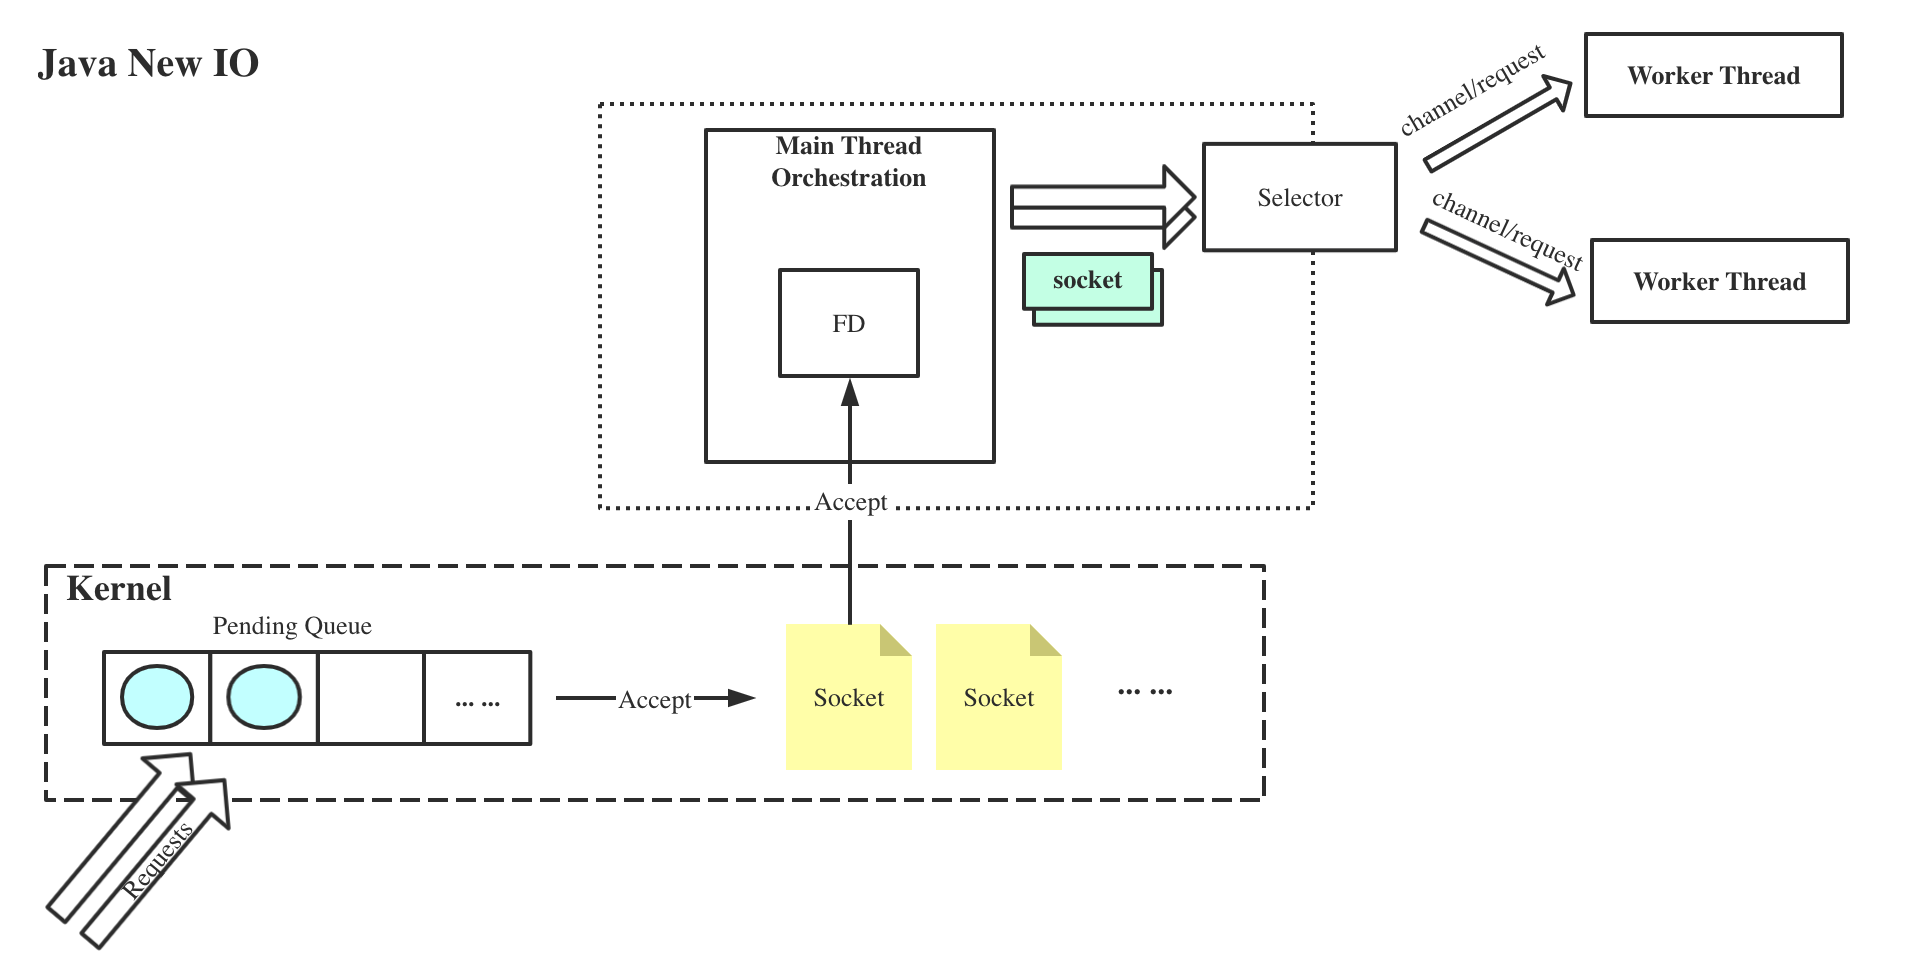 Java New IO
Main Thread
Orchestration
FD
Accept
socket
Selector
channel/request
channel/request
Worker Thread
Worker Thread
Kernel
Pending Queue
... ...
Accept
Socket
Socket
... ...
Requests